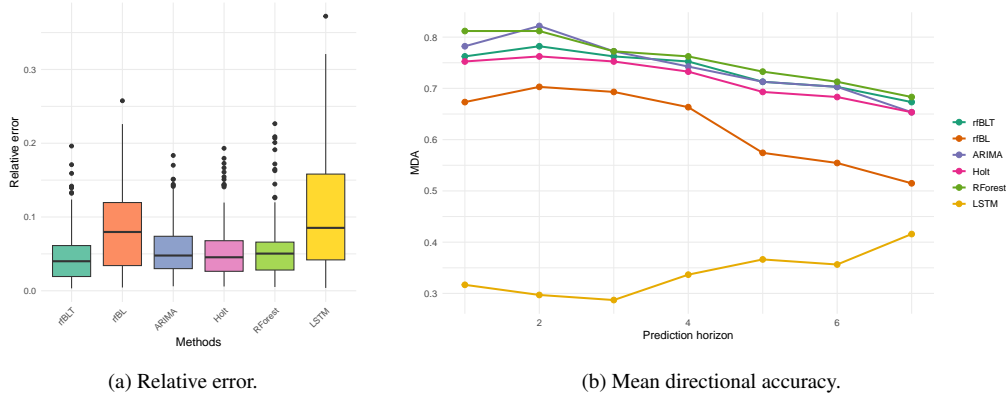 Relative error
0.3
0.2
0.1
0.0
rfBLT
rfBL
ARIMA
Holt
RForest
LSTM
Methods
(a) Relative error.
MDA
0.8
0.7
0.6
0.5
0.4
0.3
2
4
6
Prediction horizon
rfBLT
rfBL
ARIMA
Holt
RForest
LSTM
(b) Mean directional accuracy.